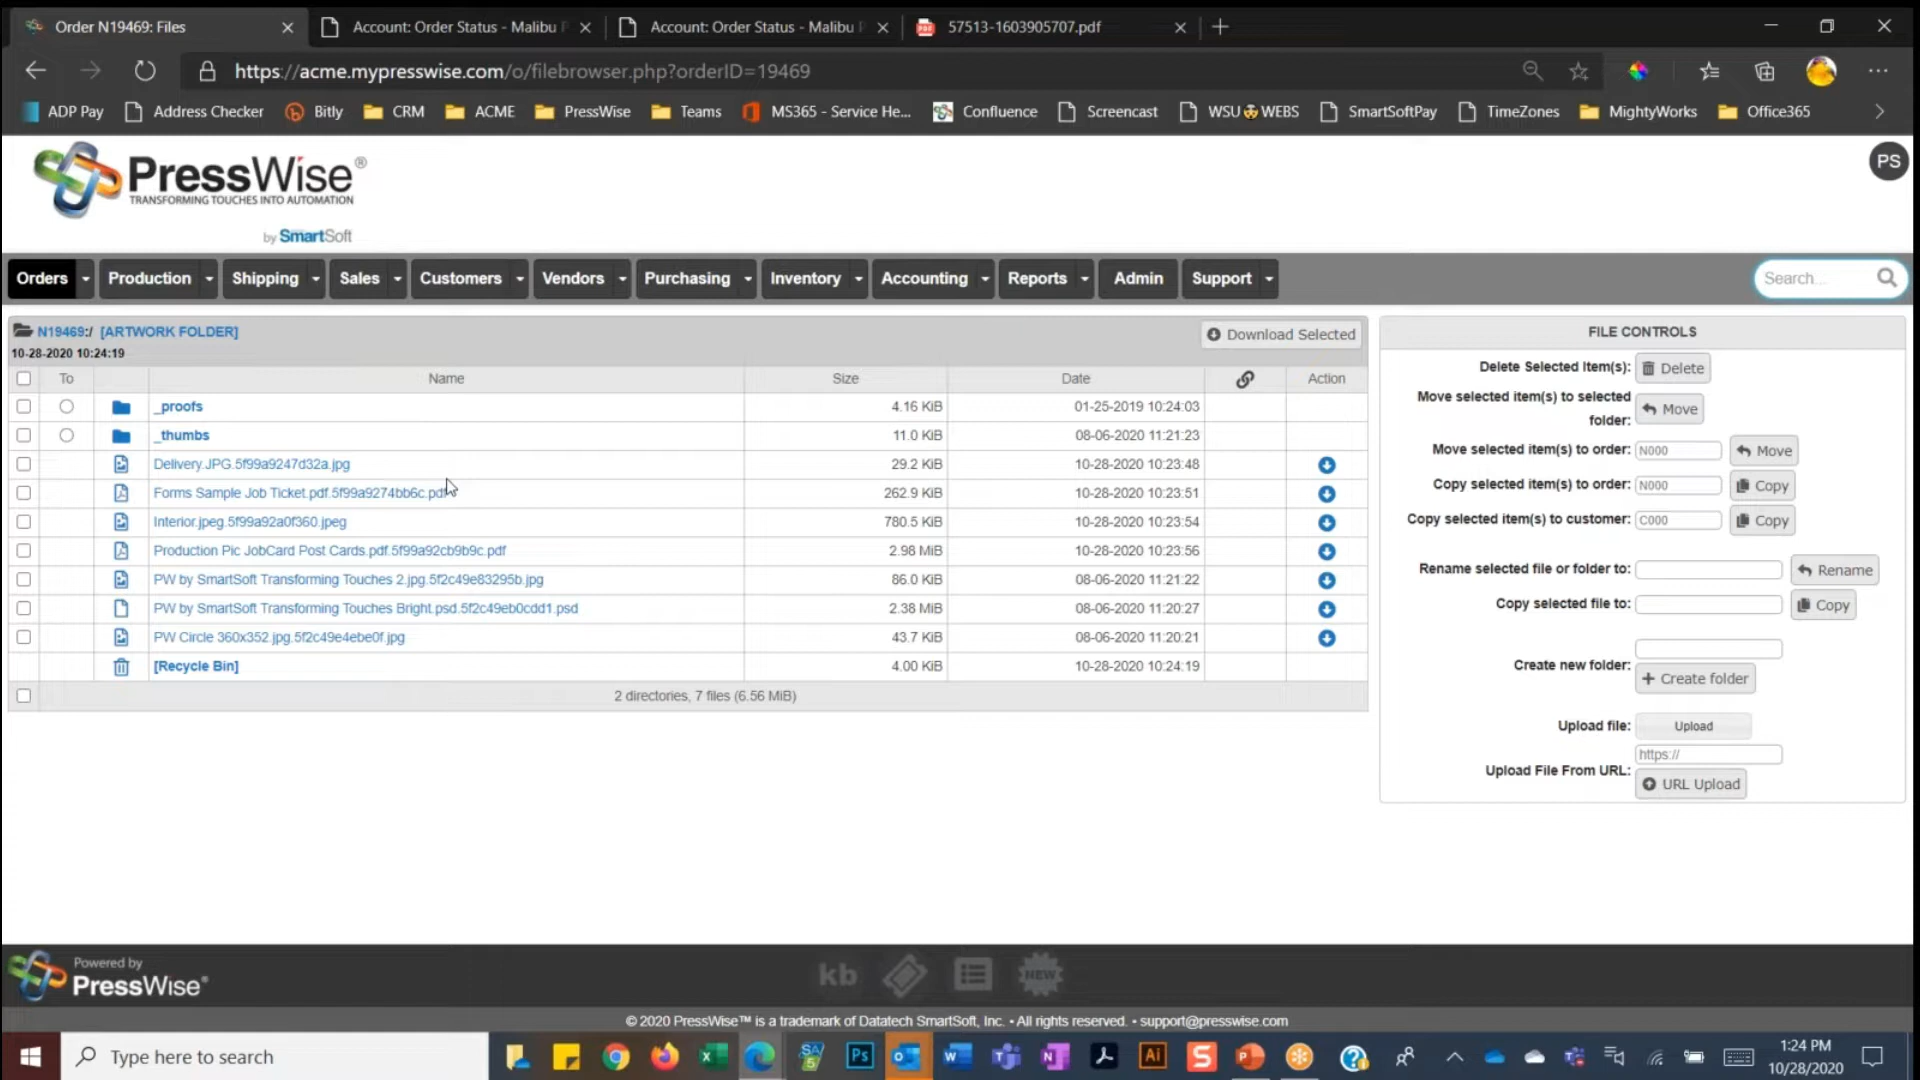 Order N19469: Files
Account: Order Status - Malibu P
Account: Order Status - Malibu P
57513-1603905707.pdf
https://acme.mypresswise.com/o/filebrowser.php?orderID=19469
ADP Pay Address Checker Bitly CRM ACME PressWise Teams MS365 - Service He... Confluence Screencast WSU WEBS SmartSoftPay TimeZones MightyWorks Office365
PressWise®
TRANSFORMING TOUCHES INTO AUTOMATION
by SmartSoft
PS
Orders Production Shipping Sales Customers Vendors Purchasing Inventory Accounting Reports Admin Support Search...
N19469:/ [ARTWORK FOLDER]
10-28-2020 10:24:19
Download Selected
To Name Size Date Action
_proofs 4.16 KiB 01-25-2019 10:24:03
_thumbs 11.0 KiB 08-06-2020 11:21:23
Delivery.JPG.5f99a9247d32a.jpg 29.2 KiB 10-28-2020 10:23:48
Forms Sample Job Ticket.pdf.5f99a9274bb6c.pdf 262.9 KiB 10-28-2020 10:23:51
Interior.jpeg.5f99a92a0f360.jpeg 780.5 KiB 10-28-2020 10:23:54
Production Pic JobCard Post Cards.pdf.5f99a92cb9b9c.pdf 2.98 MiB 10-28-2020 10:23:56
PW by SmartSoft Transforming Touches 2.jpg.5f2c49e83295b.jpg 86.0 KiB 08-06-2020 11:21:22
PW by SmartSoft Transforming Touches Bright.psd.5f2c49eb0cdd1.psd 2.38 MiB 08-06-2020 11:20:27
PW Circle 360x352.jpg.5f2c49e4ebe0f.jpg 43.7 KiB 08-06-2020 11:20:21
[Recycle Bin] 4.00 KiB 10-28-2020 10:24:19
2 directories, 7 files (6.56 MiB)
FILE CONTROLS
Delete Selected Item(s): Delete
Move selected item(s) to selected
folder: Move
Move selected item(s) to order: N000 Move
Copy selected item(s) to order: N000 Copy
Copy selected item(s) to customer: C000 Copy
Rename selected file or folder to: Rename
Copy selected file to: Copy
Create new folder:
Create folder
Upload file: Upload
https://
Upload File From URL:
URL Upload
Powered by
PressWise®
kb
NEW
© 2020 PressWise™ is a trademark of Datatech SmartSoft, Inc. • All rights reserved. • support@presswise.com
Type here to search
1:24 PM
10/28/2020